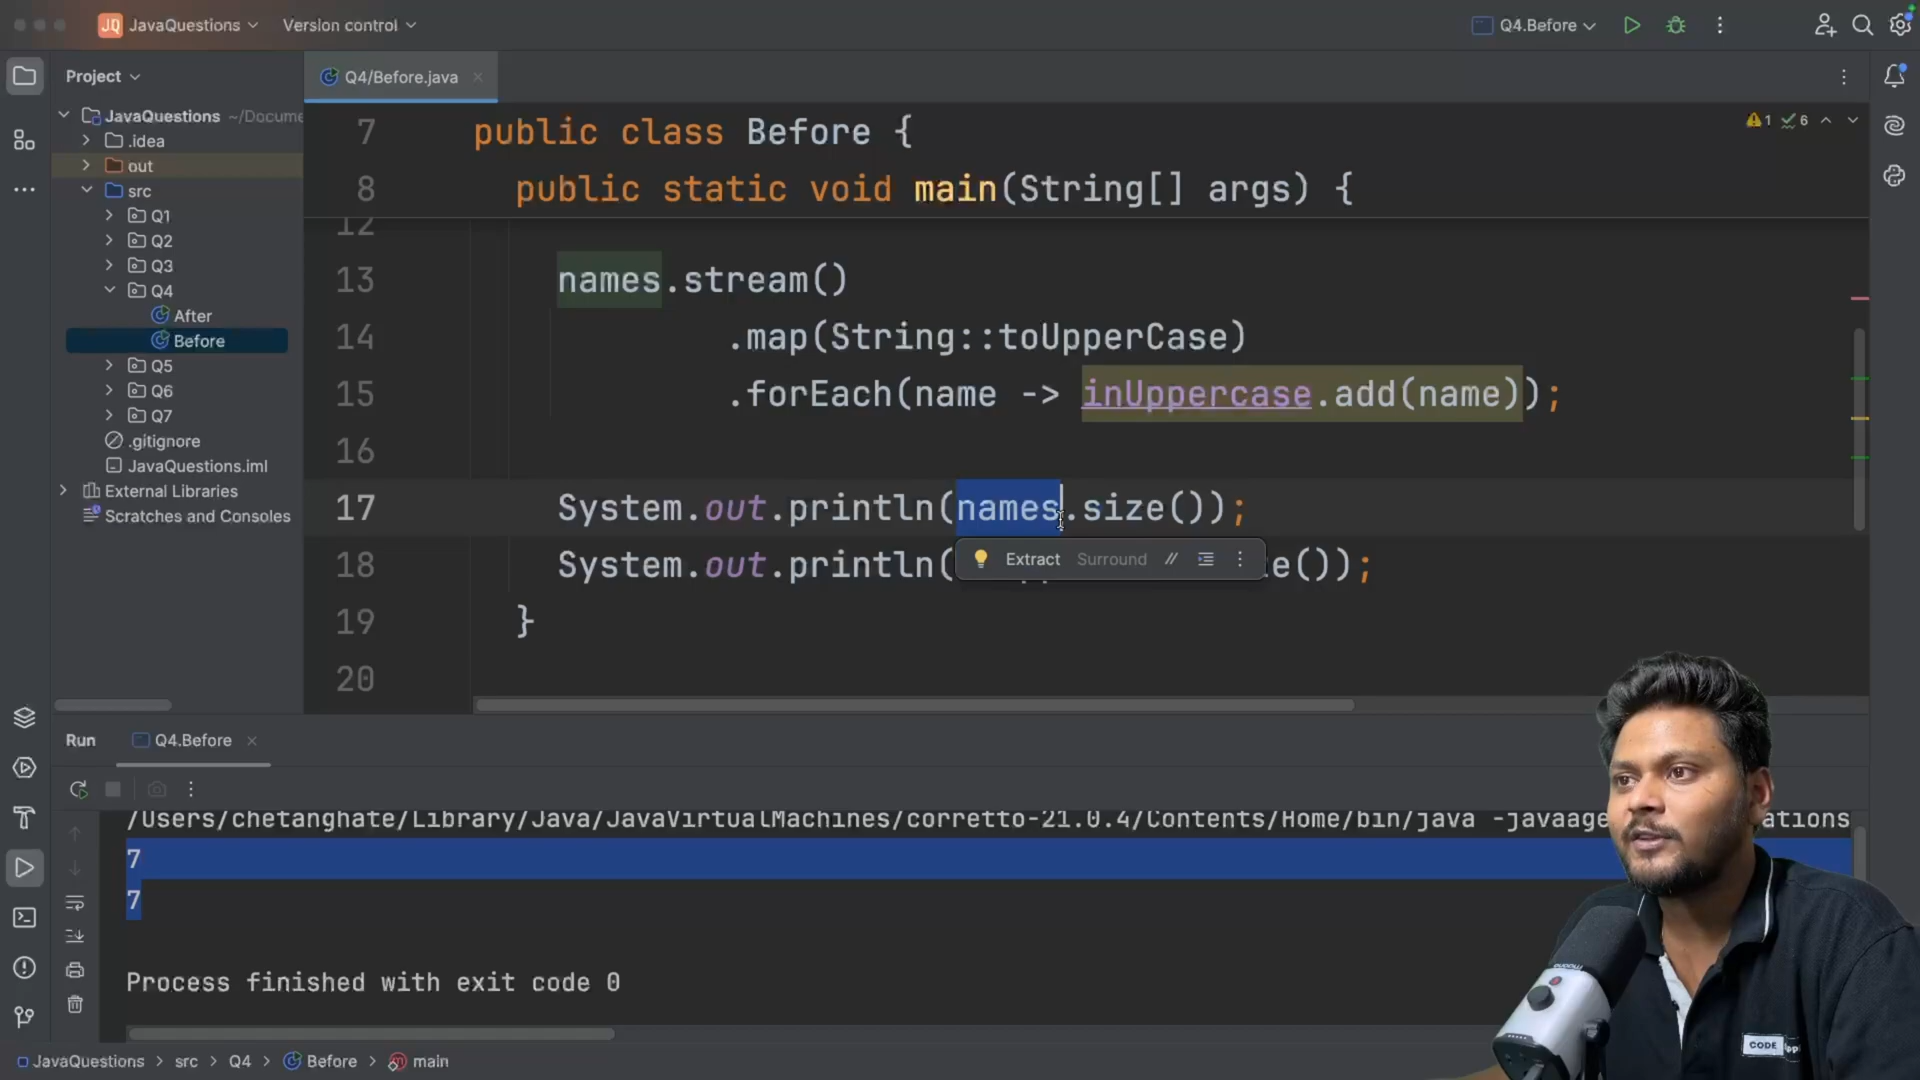 JQ JavaQuestions Version control Q4.Before
Project Q4/Before.java
JavaQuestions ~/Docume
.idea
out
src
Q1
Q2
Q3
Q4
After
Before
Q5
Q6
Q7
.gitignore
JavaQuestions.iml
External Libraries
Scratches and Consoles
1 6
7 public class Before {
8 public static void main(String[] args) {
12
13 names.stream()
14 .map(String::toUpperCase)
15 .forEach(name -> inUppercase.add(name));
16
17 System.out.println(names.size());
Extract Surround //
18 System.out.println( ze());
19 }
20
Run Q4.Before
/Users/chetanghate/Library/Java/JavaVirtualMachines/corretto-21.0.4/Contents/Home/bin/java -javaage ations
7
7
Process finished with exit code 0
CODE
JavaQuestions > src > Q4 > Before > main